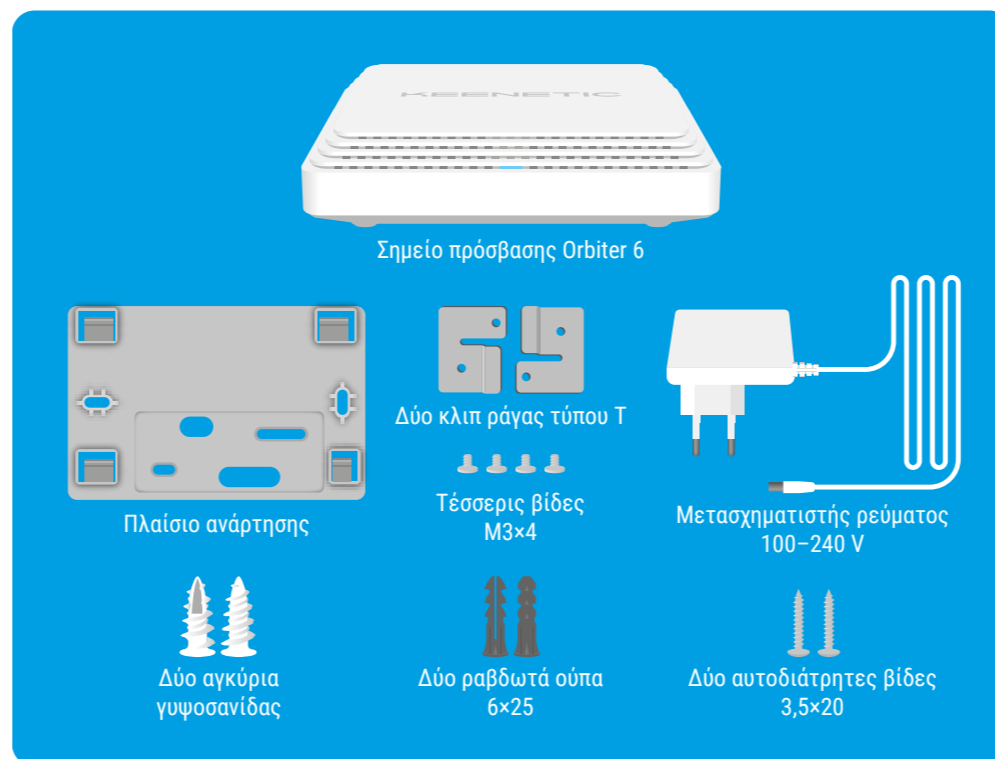 KEENETIC
Σημείο πρόσβασης Orbiter 6
Δύο κλιπ ράγας τύπου Τ
Πλαίσιο ανάρτησης
Τέσσερις βίδες
M3×4
Μετασχηματιστής ρεύματος
100–240 V
Δύο αγκύρια
γυψοσανίδας
Δύο ραβδωτά ούπα
6×25
Δύο αυτοδιάτρητες βίδες
3,5×20